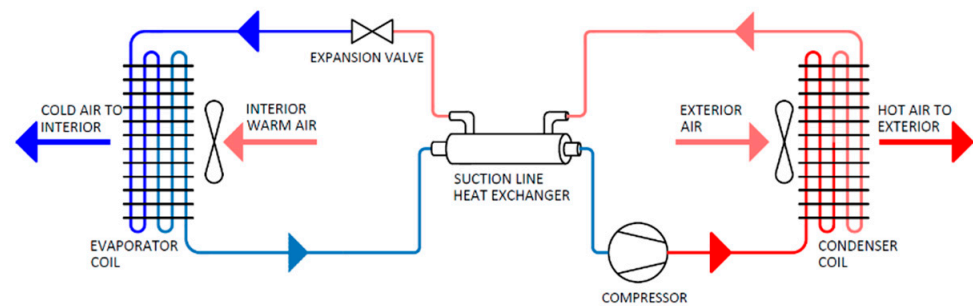 EXPANSION VALVE
COLD AIR TO
INTERIOR
INTERIOR
WARM AIR
EXTERIOR
AIR
HOT AIR TO
EXTERIOR
SUCTION LINE
HEAT EXCHANGER
EVAPORATOR
COIL
CONDENSER
COIL
COMPRESSOR